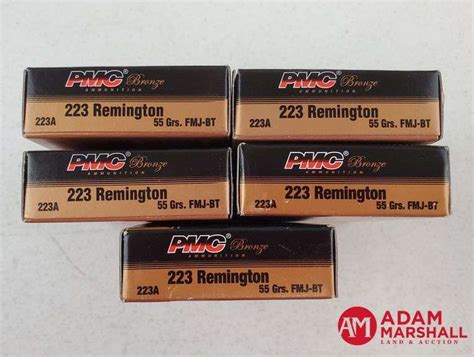 PMC Bronze
AMMUNITION
223 Remington
223A 55 Grs. FMJ-BT
PMC Bronze
AMMUNITION
223 Remington
223A 55 Grs. FMJ-BT
PMC Bronze
AMMUNITION
223 Remington
223A 55 Grs. FMJ-BT
PMC Bronze
AMMUNITION
223 Remington
223A 55 Grs. FMJ-B7
PMC Bronze
AMMUNITION
223 Remington
223A 55 Grs. FMJ-BT
AM ADAM
MARSHALL
LAND & AUCTION